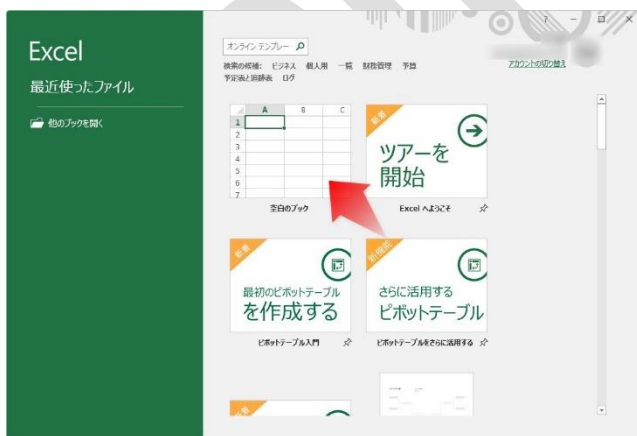 Excel
最近使ったファイル
他のブックを開く
オンライン テンプレー
検索の候補: ビジネス 個人用 一覧 財務管理 予算
予定表と追跡表 ログ
アカウントの切り替え
A B C
1
2
3
4
5
6
7
空白のブック
新着
ツアーを
開始
Excel へようこそ
新着
最初のピボットテーブル
を作成する
ピボットテーブル入門
新機能
さらに活用する
ピボットテーブル
ピボットテーブルをさらに活用する
新着